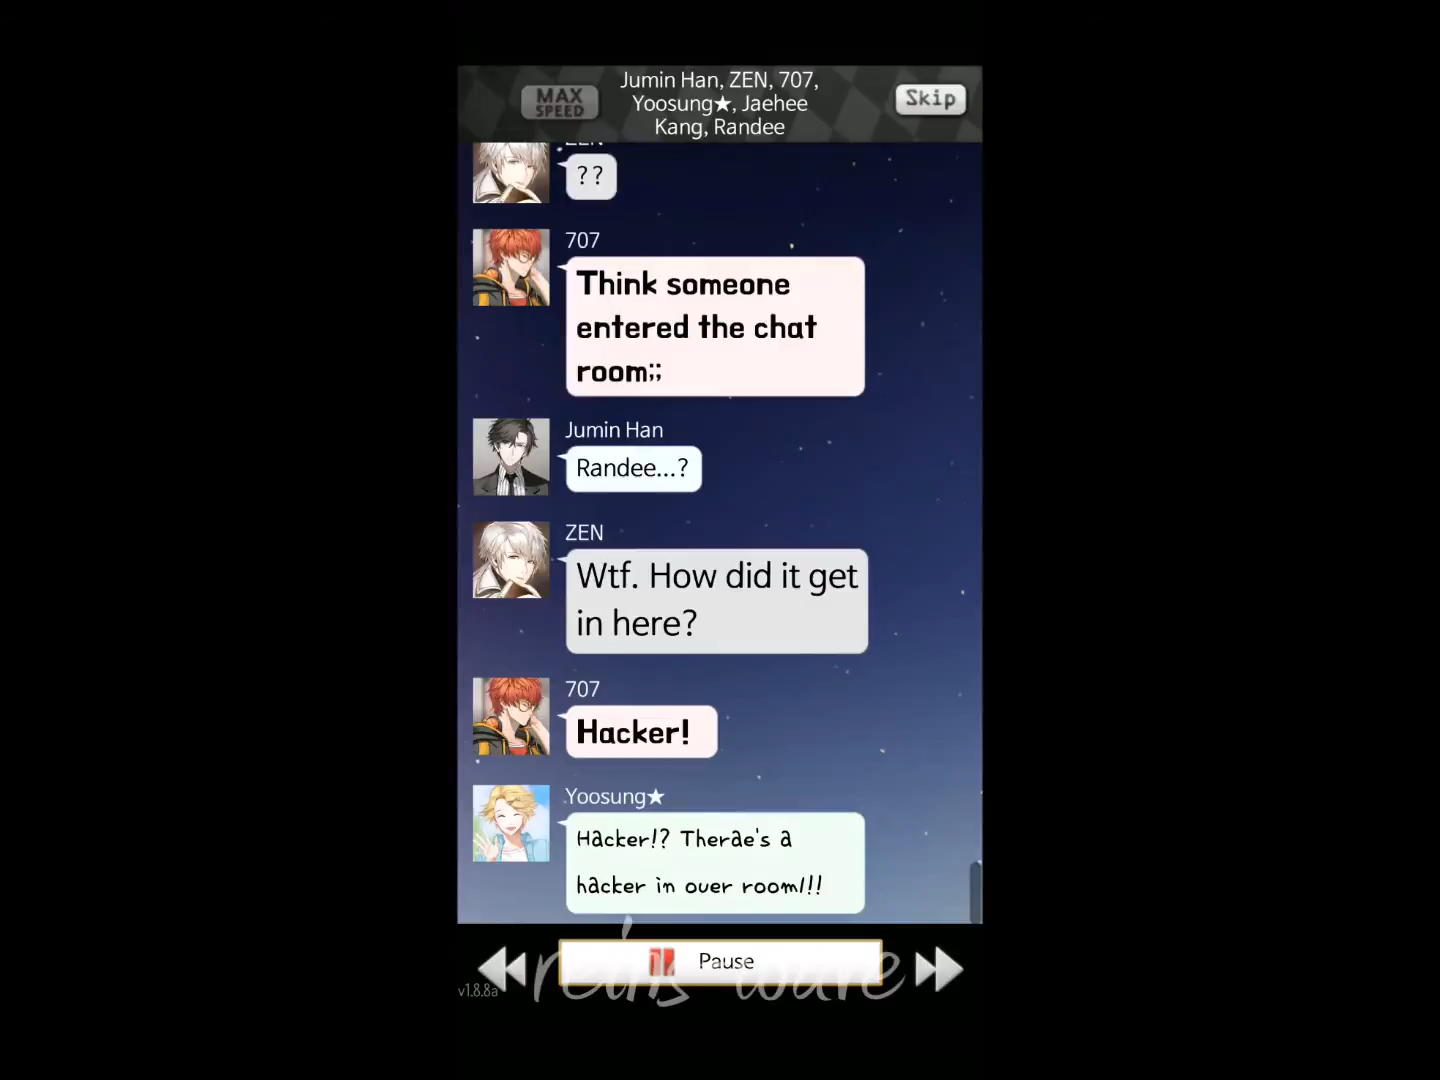 MAX
SPEED
Jumin Han, ZEN, 707,
Yoosung★, Jaehee
Kang, Randee
Skip
ZEN
??
707
Think someone
entered the chat
room;;
Jumin Han
Randee...?
ZEN
Wtf. How did it get
in here?
707
Hacker!
Yoosung★
Hacker!? Therae's a
hacker in ouer room!!!
Pause
v1.8.8a